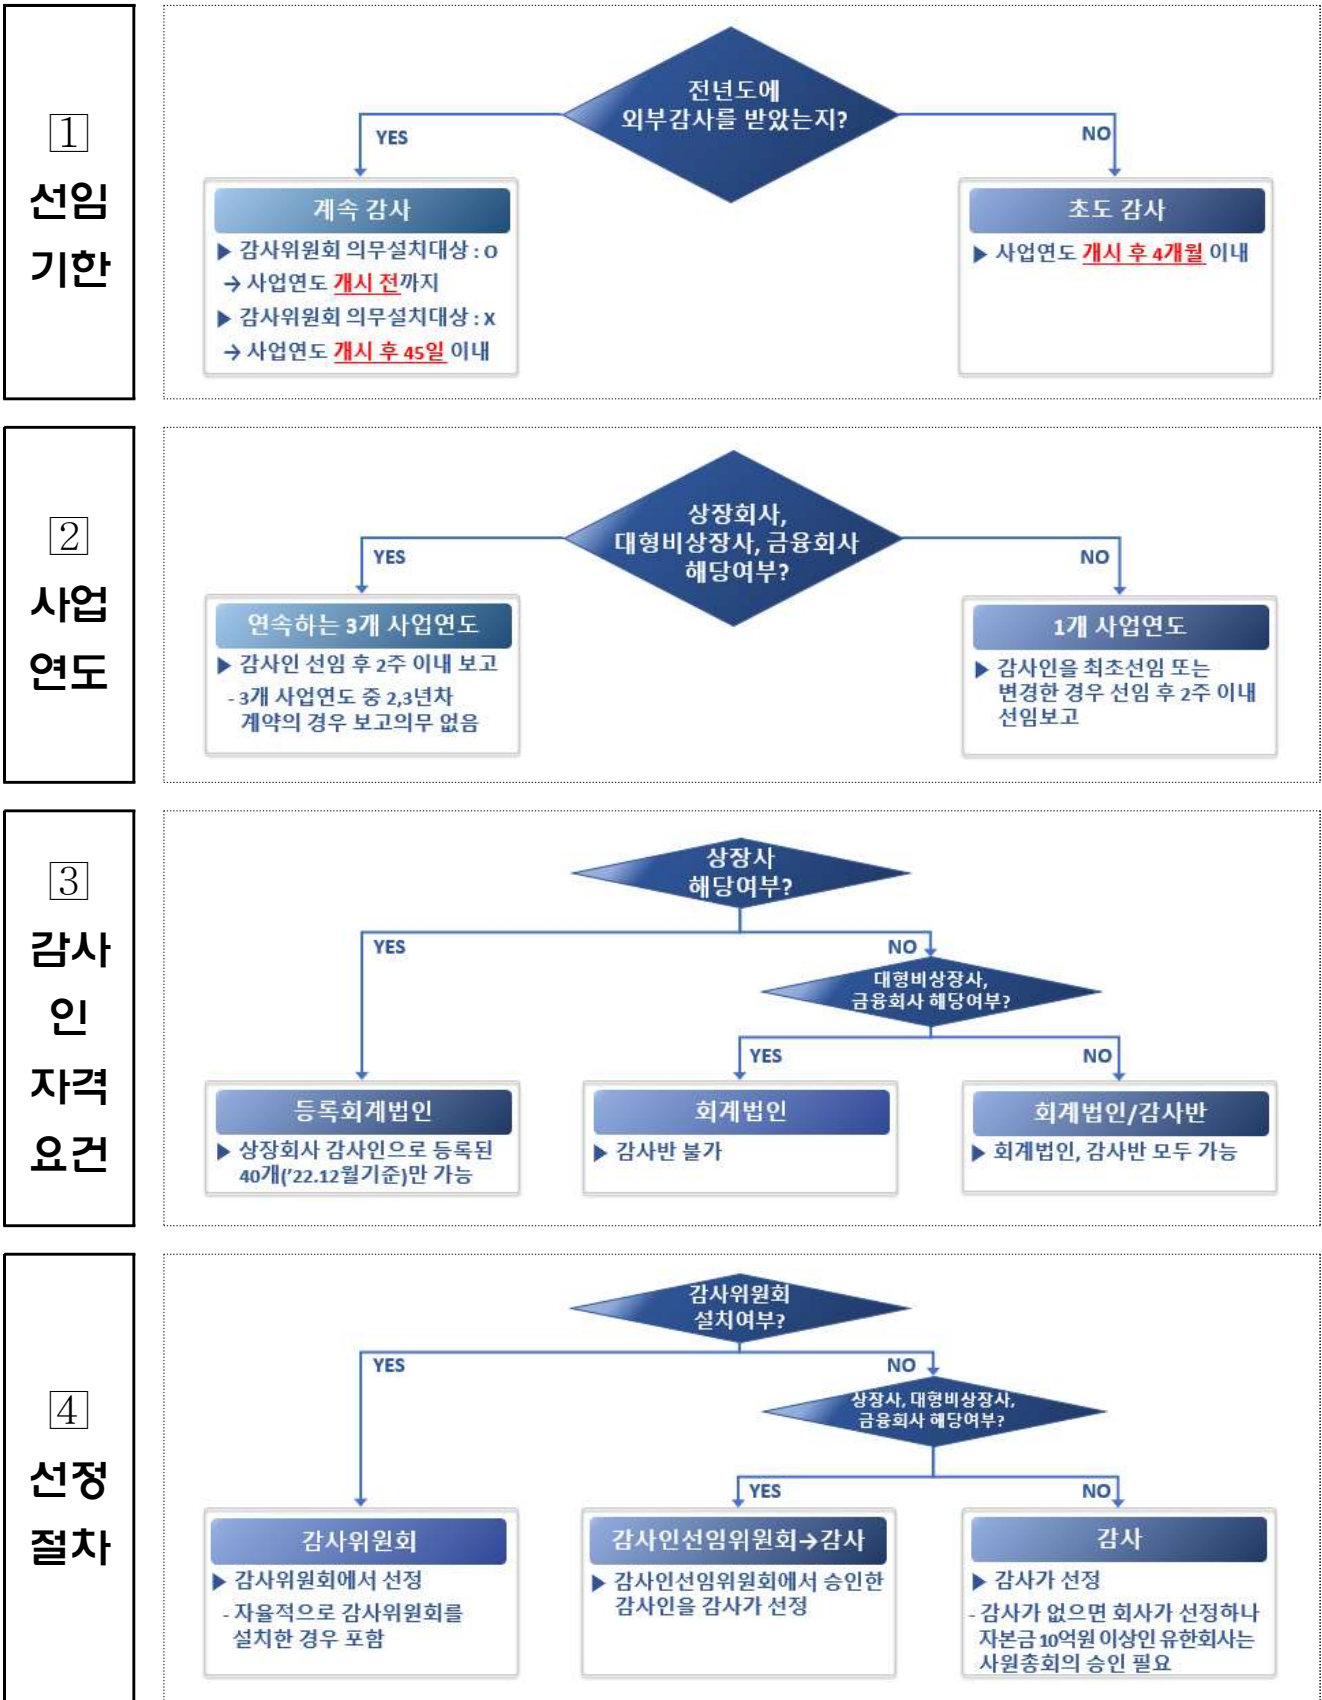 1
선임
기한
전년도에
외부감사를 받았는지?
YES
NO
계속 감사
▶ 감사위원회 의무설치대상 : O
→ 사업연도 개시 전까지
▶ 감사위원회 의무설치대상 : X
→ 사업연도 개시 후 45일 이내
초도 감사
▶ 사업연도 개시 후 4개월 이내
2
사업
연도
상장회사,
대형비상장사, 금융회사
해당여부?
YES
NO
연속하는 3개 사업연도
▶ 감사인 선임 후 2주 이내 보고
- 3개 사업연도 중 2,3년차
계약의 경우 보고의무 없음
1개 사업연도
▶ 감사인을 최초선임 또는
변경한 경우 선임 후 2주 이내
선임보고
3
감사
인
자격
요건
상장사
해당여부?
YES
NO
대형비상장사,
금융회사 해당여부?
YES
NO
등록회계법인
▶ 상장회사 감사인으로 등록된
40개('22.12월기준)만 가능
회계법인
▶ 감사반 불가
회계법인/감사반
▶ 회계법인, 감사반 모두 가능
4
선정
절차
감사위원회
설치여부?
YES
NO
상장사, 대형비상장사,
금융회사 해당여부?
YES
NO
감사위원회
▶ 감사위원회에서 선정
- 자율적으로 감사위원회를
설치한 경우 포함
감사인선임위원회→감사
▶ 감사인선임위원회에서 승인한
감사인을 감사가 선정
감사
▶ 감사가 선정
- 감사가 없으면 회사가 선정하나
자본금 10억원 이상인 유한회사는
사원총회의 승인 필요